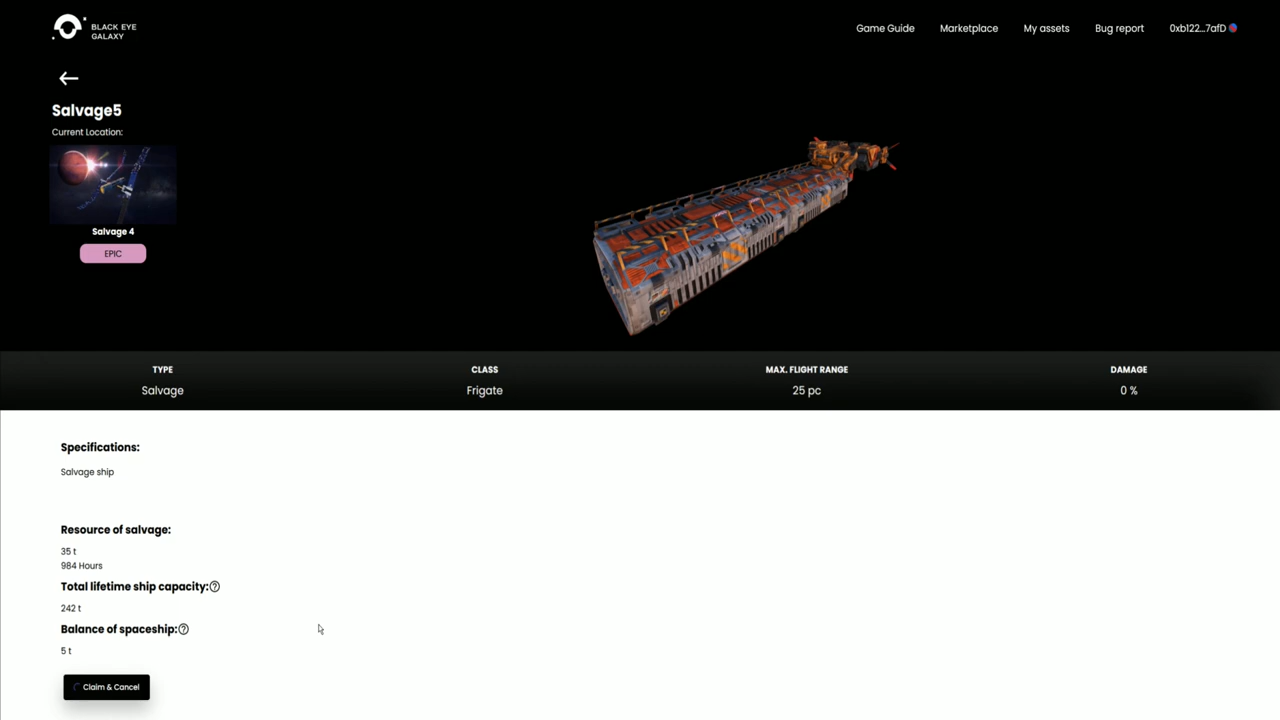 BLACK EYE
GALAXY
Game Guide
Marketplace
My assets
Bug report
0xb122...7afD
Salvage5
Current Location:
Salvage 4
EPIC
TYPE
CLASS
MAX. FLIGHT RANGE
DAMAGE
Salvage
Frigate
25 pc
0 %
Specifications:
Salvage ship
Resource of salvage:
35 t
984 Hours
Total lifetime ship capacity:
242 t
Balance of spaceship:
5 t
Claim & Cancel